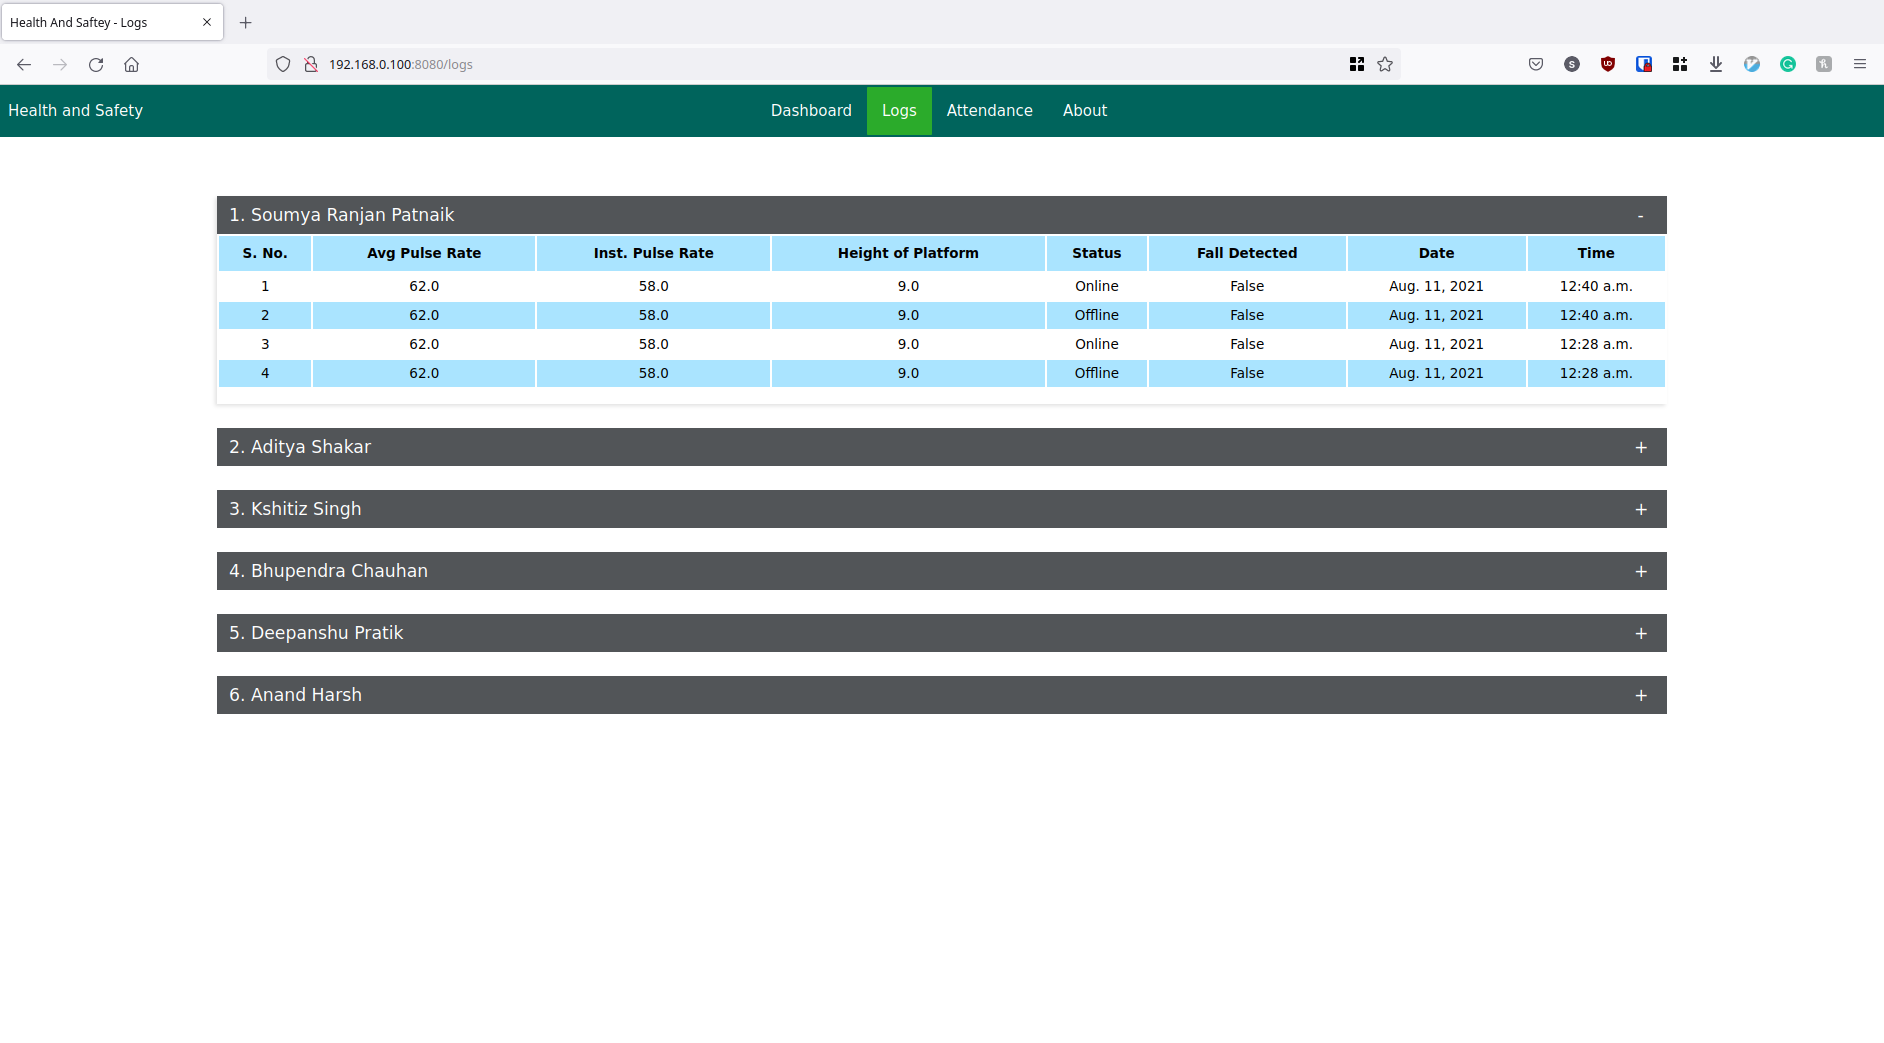 Health And Saftey - Logs
192.168.0.100:8080/logs
Health and Safety Dashboard Logs Attendance About
1. Soumya Ranjan Patnaik -
S. No. Avg Pulse Rate Inst. Pulse Rate Height of Platform Status Fall Detected Date Time
1 62.0 58.0 9.0 Online False Aug. 11, 2021 12:40 a.m.
2 62.0 58.0 9.0 Offline False Aug. 11, 2021 12:40 a.m.
3 62.0 58.0 9.0 Online False Aug. 11, 2021 12:28 a.m.
4 62.0 58.0 9.0 Offline False Aug. 11, 2021 12:28 a.m.
2. Aditya Shakar +
3. Kshitiz Singh +
4. Bhupendra Chauhan +
5. Deepanshu Pratik +
6. Anand Harsh +